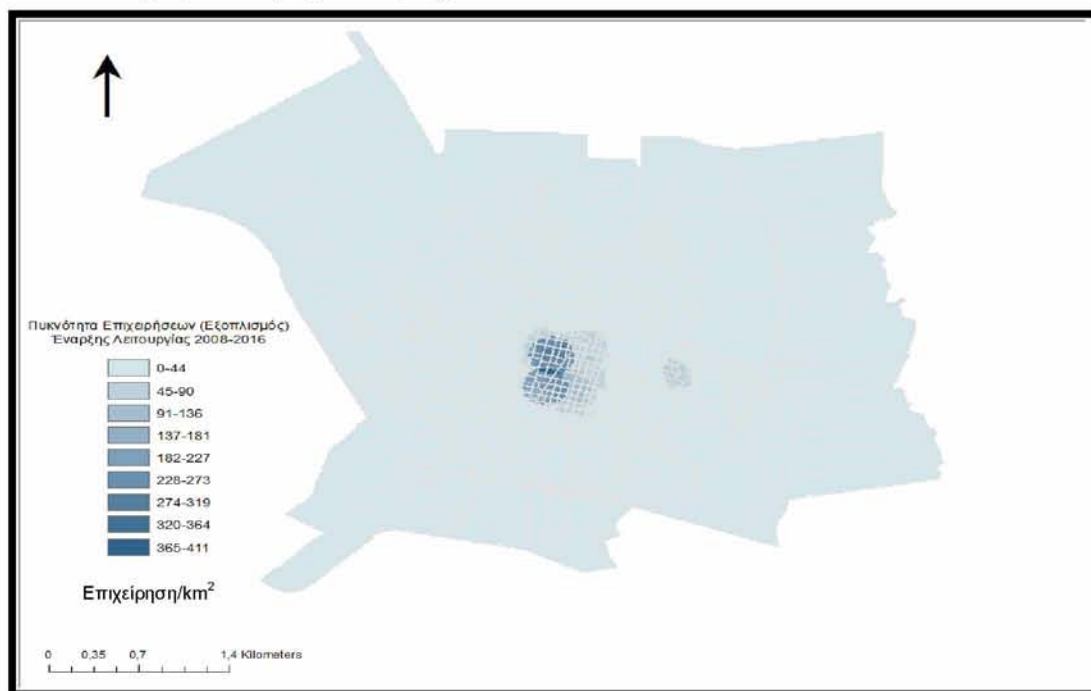 Πυκνότητα Επιχειρήσεων (Εξοπλισμός)
Έναρξης Λειτουργίας 2008-2016
0-44
45-90
91-136
137-181
182-227
228-273
274-319
320-364
365-411
Επιχείρηση/km²
0 0,35 0,7 1,4 Kilometers